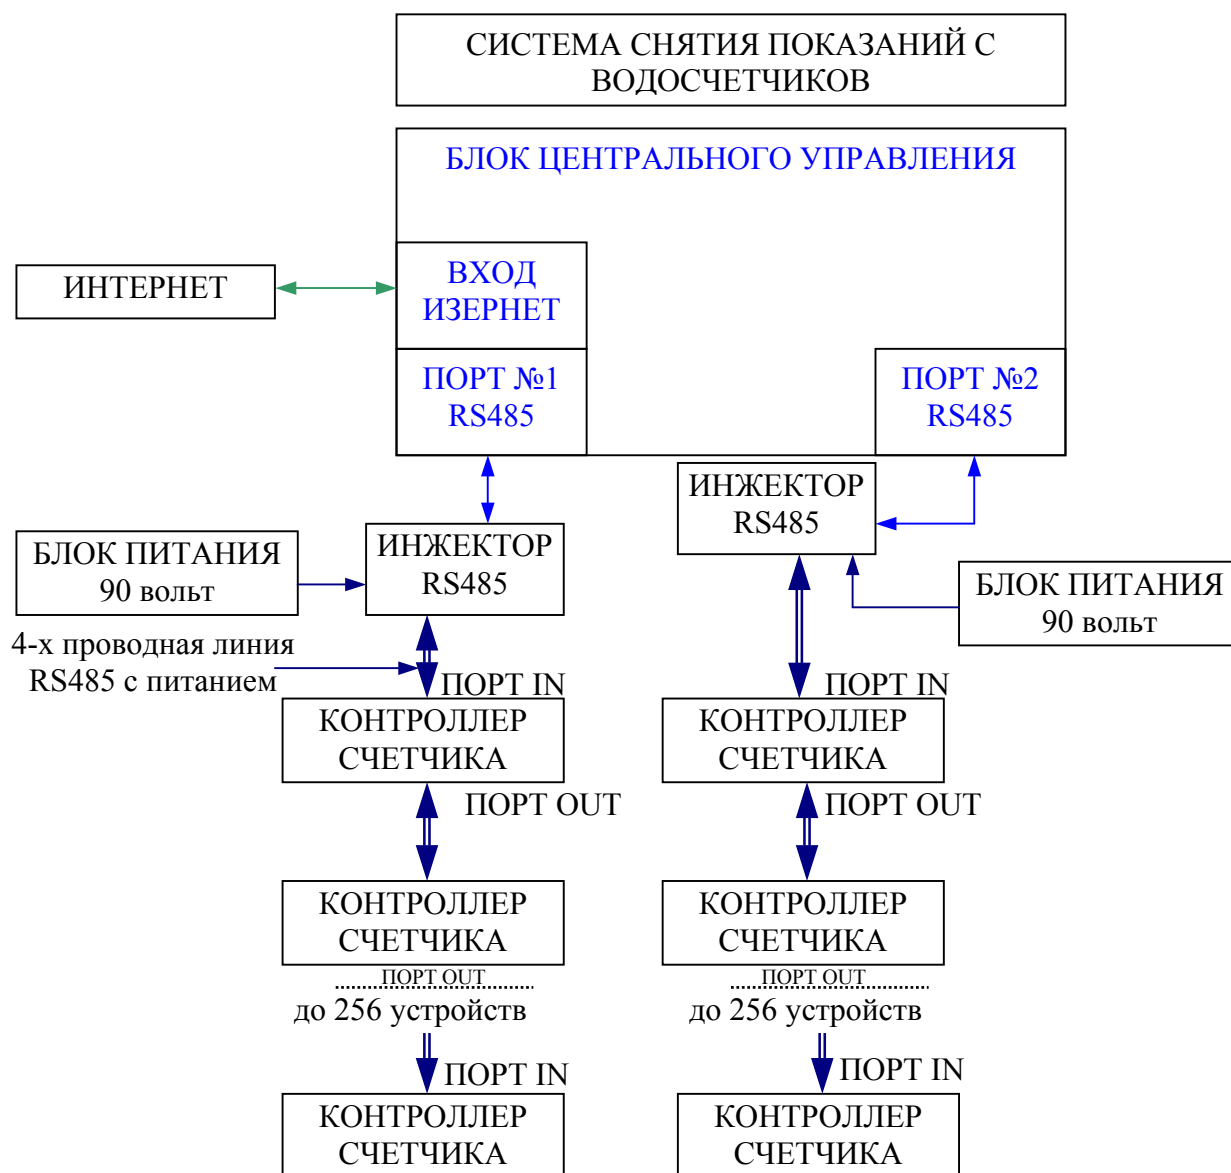 СИСТЕМА СНЯТИЯ ПОКАЗАНИЙ С
ВОДОСЧЕТЧИКОВ
БЛОК ЦЕНТРАЛЬНОГО УПРАВЛЕНИЯ
ИНТЕРНЕТ
ВХОД
ИЗЕРНЕТ
ПОРТ №1
RS485
ПОРТ №2
RS485
ИНЖЕКТОР
RS485
БЛОК ПИТАНИЯ
90 вольт
ИНЖЕКТОР
RS485
БЛОК ПИТАНИЯ
90 вольт
4-х проводная линия
RS485 с питанием
ПОРТ IN
ПОРТ IN
КОНТРОЛЛЕР
СЧЕТЧИКА
КОНТРОЛЛЕР
СЧЕТЧИКА
ПОРТ OUT
ПОРТ OUT
КОНТРОЛЛЕР
СЧЕТЧИКА
КОНТРОЛЛЕР
СЧЕТЧИКА
ПОРТ OUT
ПОРТ OUT
до 256 устройств
до 256 устройств
ПОРТ IN
ПОРТ IN
КОНТРОЛЛЕР
СЧЕТЧИКА
КОНТРОЛЛЕР
СЧЕТЧИКА